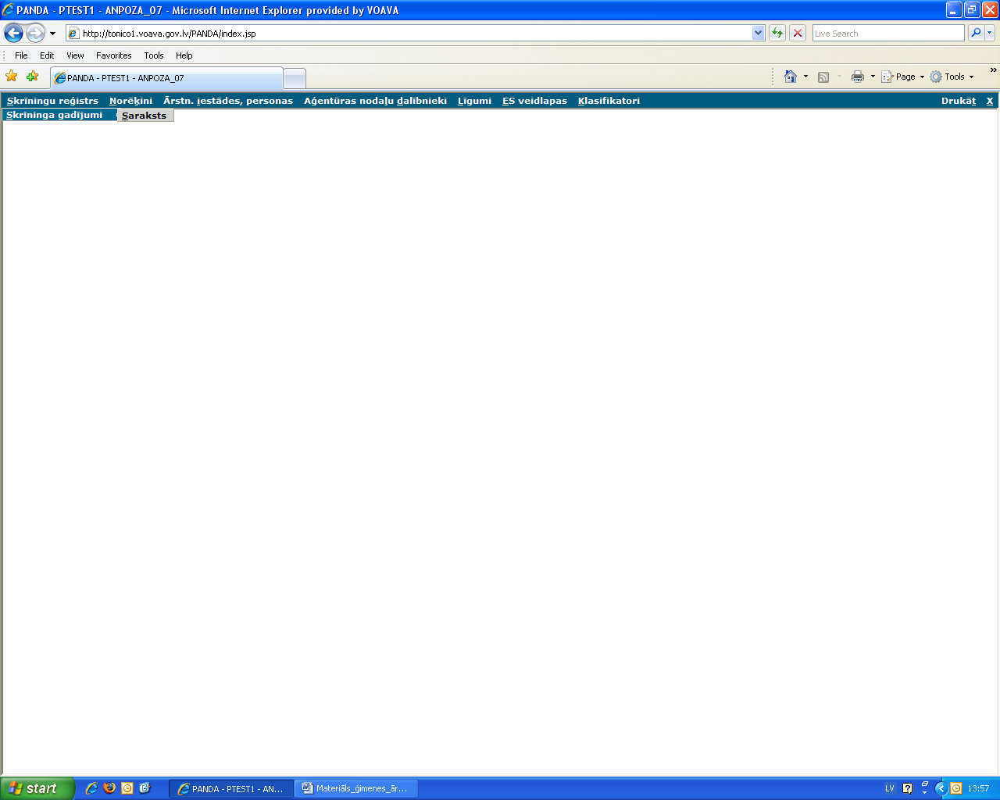 PANDA - PTEST1 - ANPOZA_07 - Microsoft Internet Explorer provided by VOAVA
http://tonico1.voava.gov.lv/PANDA/index.jsp
Live Search
File Edit View Favorites Tools Help
PANDA - PTEST1 - ANPOZA_07
Page Tools
Skrīningu reģistrs Norēķini Ārstn. iestādes, personas Aģentūras nodaļu dalībnieki Līgumi ES veidlapas Klasifikatori Drukāt X
Skrīninga gadījumi Saraksts
start PANDA - PTEST1 - AN... Materiāls_ģimenes_ār... LV 13:57